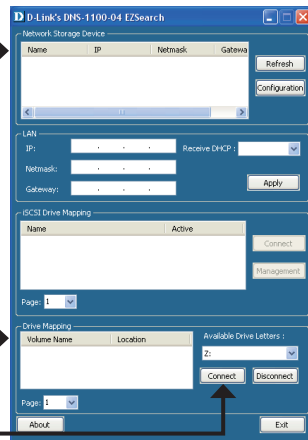 D-Link's DNS-1100-04 EZSearch
Network Storage Device
Name IP Netmask Gatewa
Refresh
Configuration
LAN
IP: . . . Receive DHCP :
Netmask: . . .
Gateway: . . . Apply
iSCSI Drive Mapping
Name Active
Connect
Management
Page: 1
Drive Mapping
Volume Name Location Available Drive Letters :
Z:
Connect Disconnect
Page: 1
About Exit